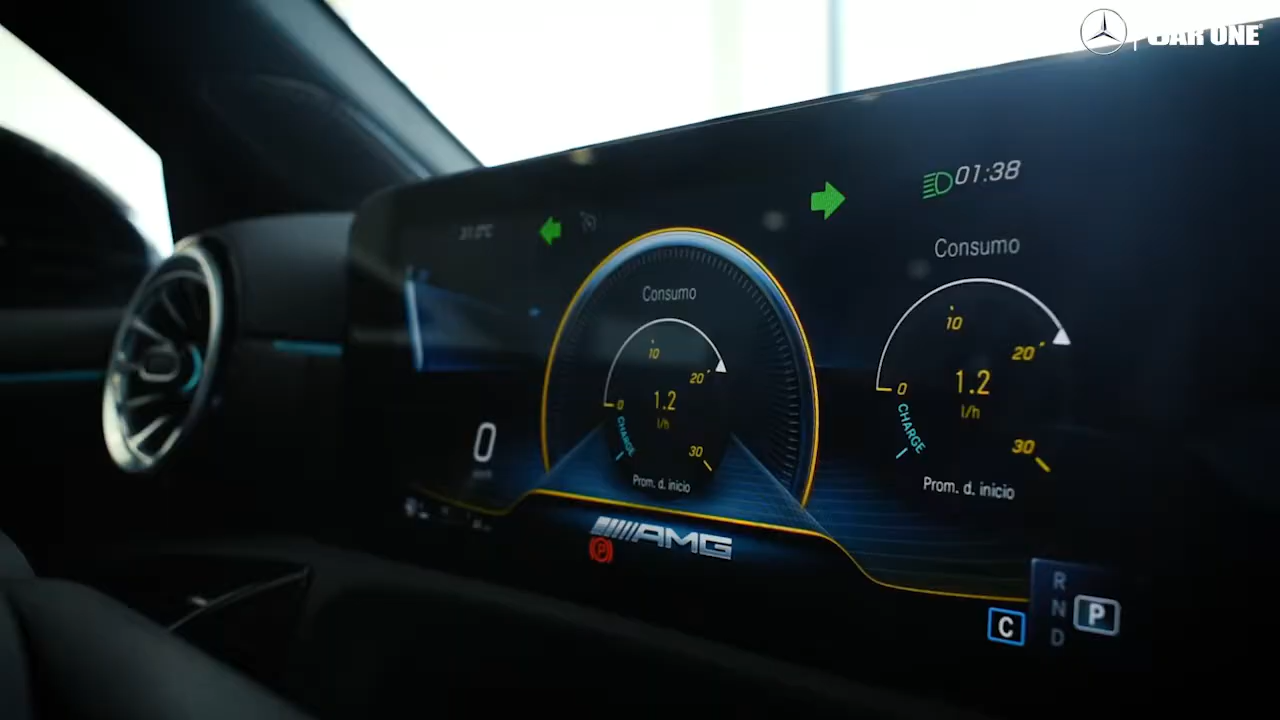 CAR ONE
01:38
Consumo
10
20
0
1.2
l/h
30
CHARGE
Prom. d. inicio
0
AMG
Consumo
10
20
0
1.2
l/h
30
CHARGE
Prom. d. inicio
P
R
N
D
P
C